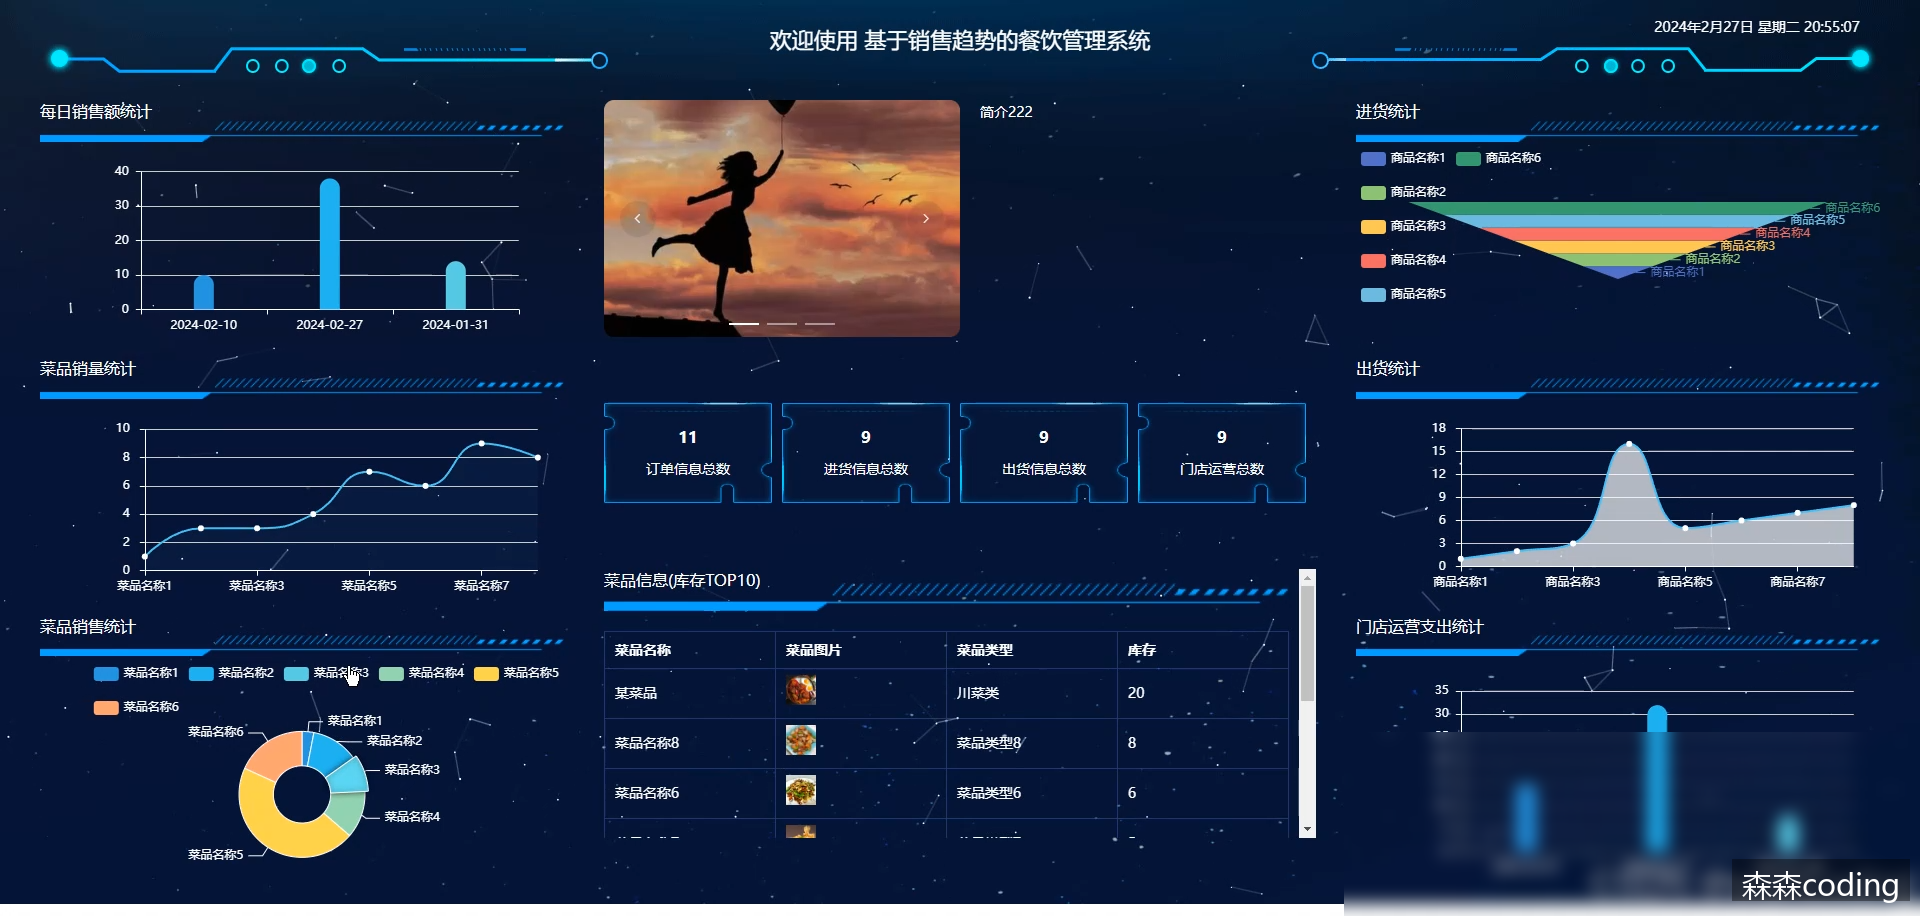 欢迎使用 基于销售趋势的餐饮管理系统
2024年2月27日 星期二 20:55:07
每日销售额统计
40
30
20
10
0
2024-02-10 2024-02-27 2024-01-31
菜品销量统计
10
8
6
4
2
0
菜品名称1 菜品名称3 菜品名称5 菜品名称7
菜品销售统计
菜品名称1 菜品名称2 菜品名称3 菜品名称4 菜品名称5
菜品名称6
菜品名称1
菜品名称6
菜品名称2
菜品名称3
菜品名称4
菜品名称5
简介222
11 9 9 9
订单信息总数 进货信息总数 出货信息总数 门店运营总数
菜品信息(库存TOP10)
菜品名称 菜品图片 菜品类型 库存
某菜品 川菜类 20
菜品名称8 菜品类型8 8
菜品名称6 菜品类型6 6
进货统计
商品名称1 商品名称6
商品名称2
商品名称3
商品名称4
商品名称5
商品名称6
商品名称5
商品名称4
商品名称3
商品名称2
商品名称1
出货统计
18
15
12
9
6
3
0
商品名称1 商品名称3 商品名称5 商品名称7
门店运营支出统计
35
30
森森coding